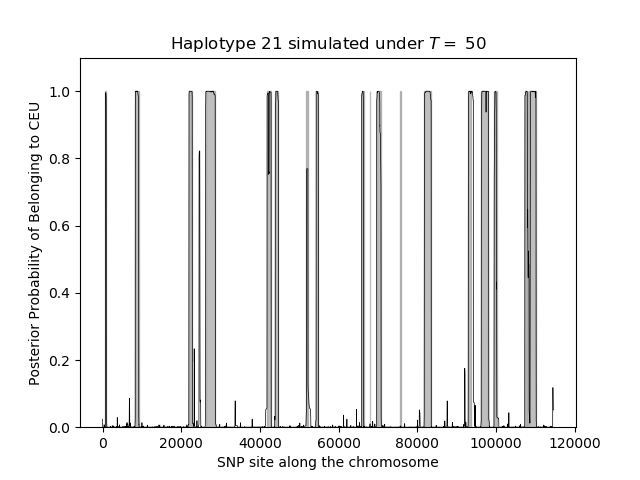 Haplotype 21 simulated under T = 50
Posterior Probability of Belonging to CEU
1.0
0.8
0.6
0.4
0.2
0.0
0 20000 40000 60000 80000 100000 120000
SNP site along the chromosome